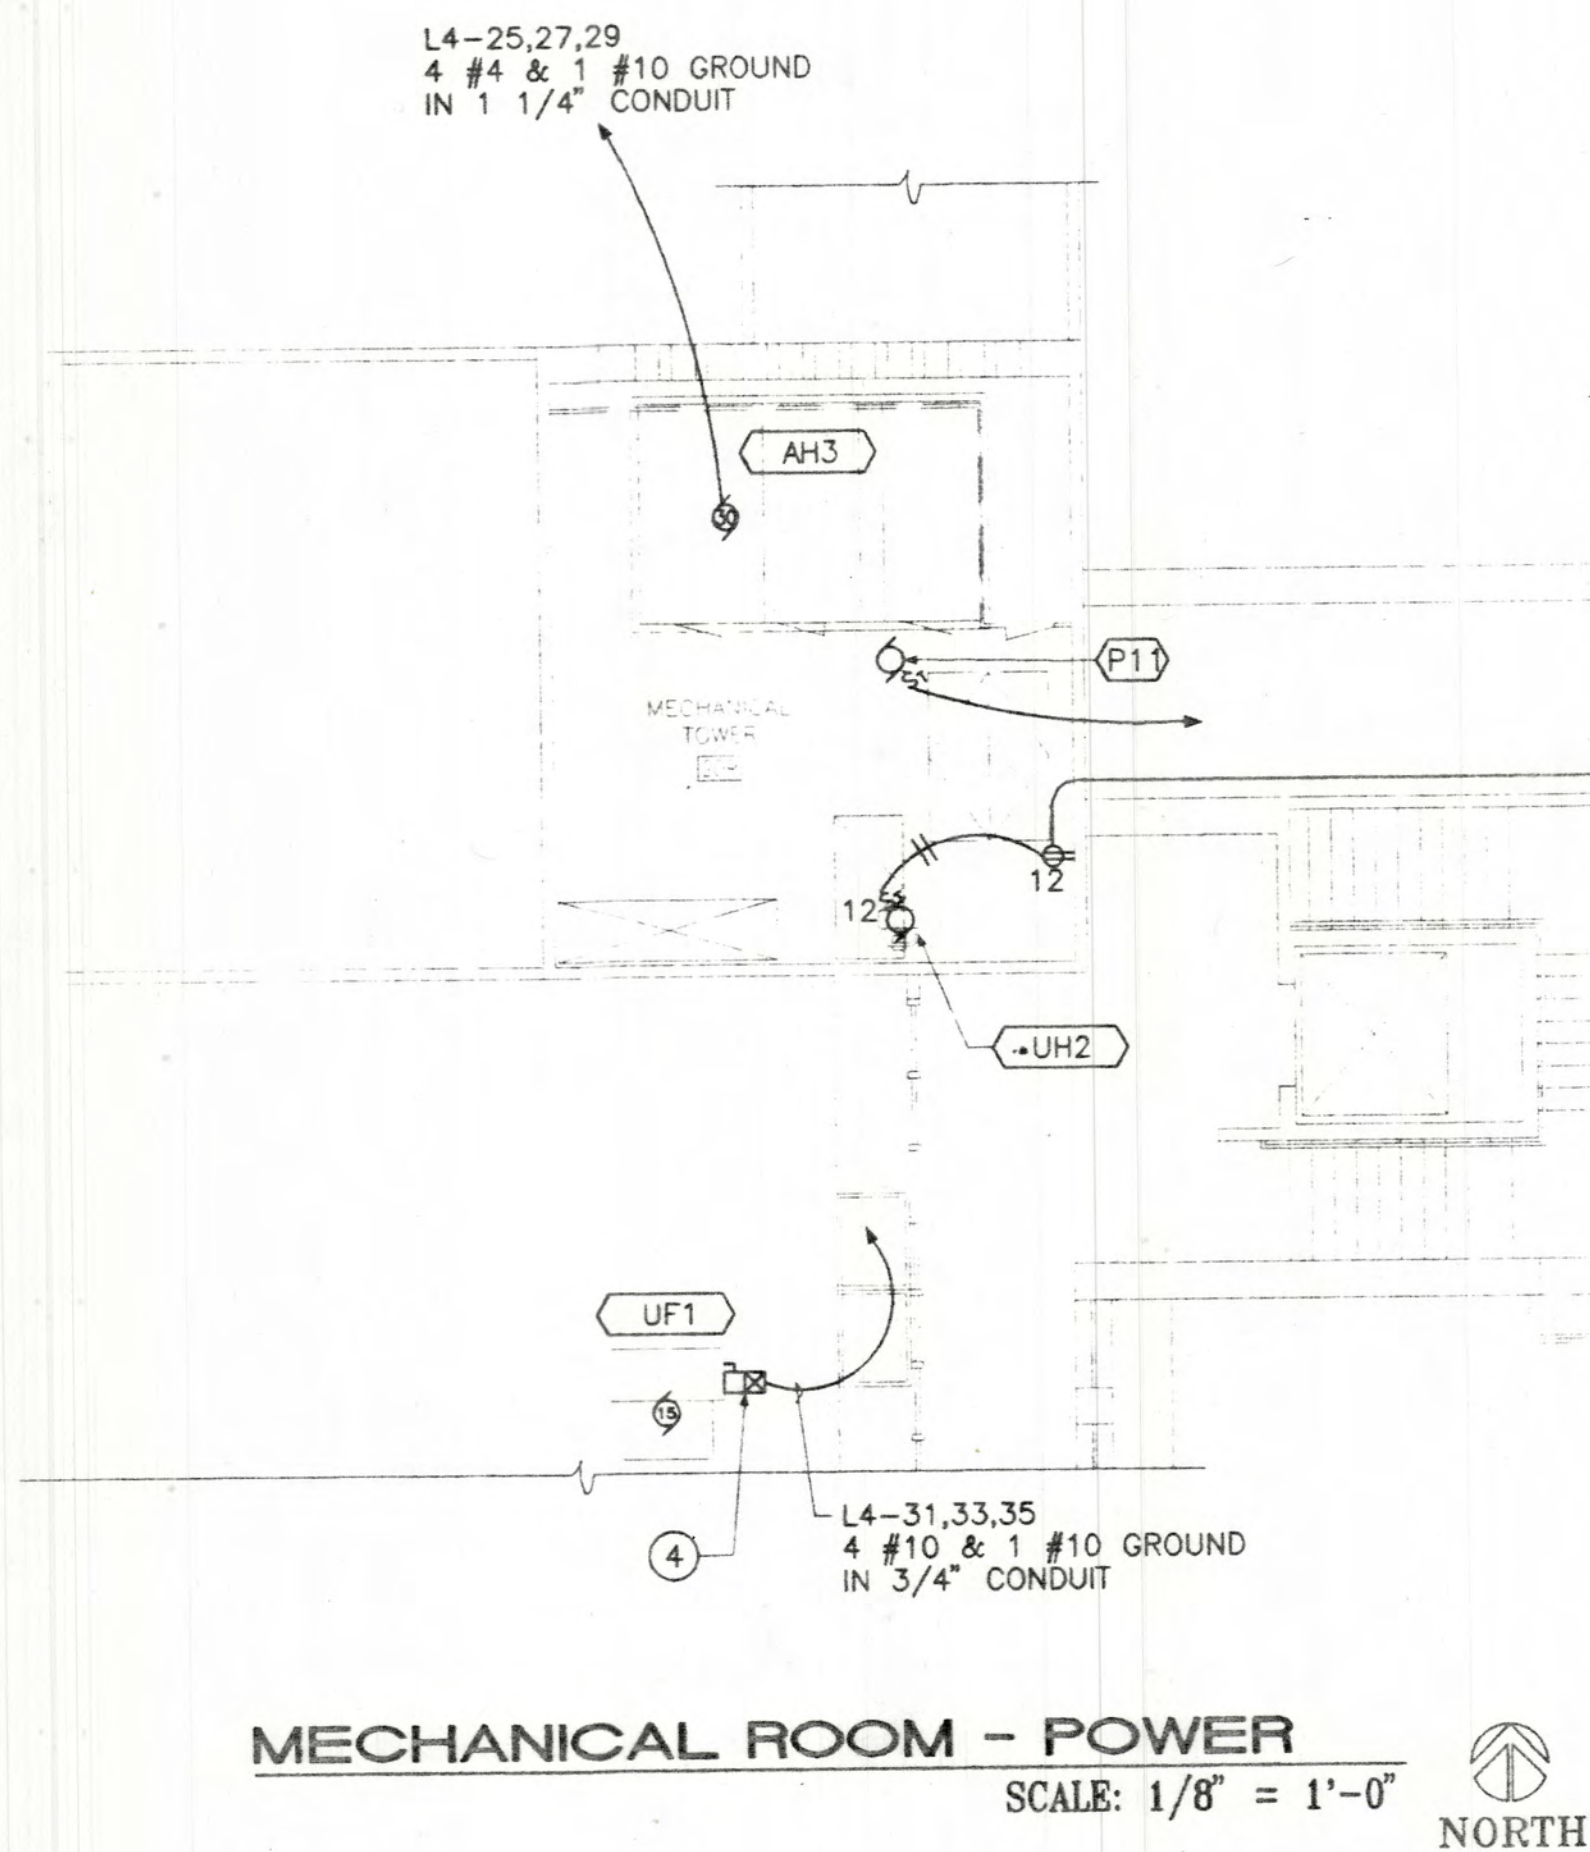 L4-25,27,29
4 #4 & 1 #10 GROUND
IN 1 1/4" CONDUIT
AH3
30
P11
MECHANICAL
TOWER
12
12
UH2
UF1
15
L4-31,33,35
4 #10 & 1 #10 GROUND
IN 3/4" CONDUIT
4
MECHANICAL ROOM - POWER
SCALE: 1/8" = 1'-0"
NORTH